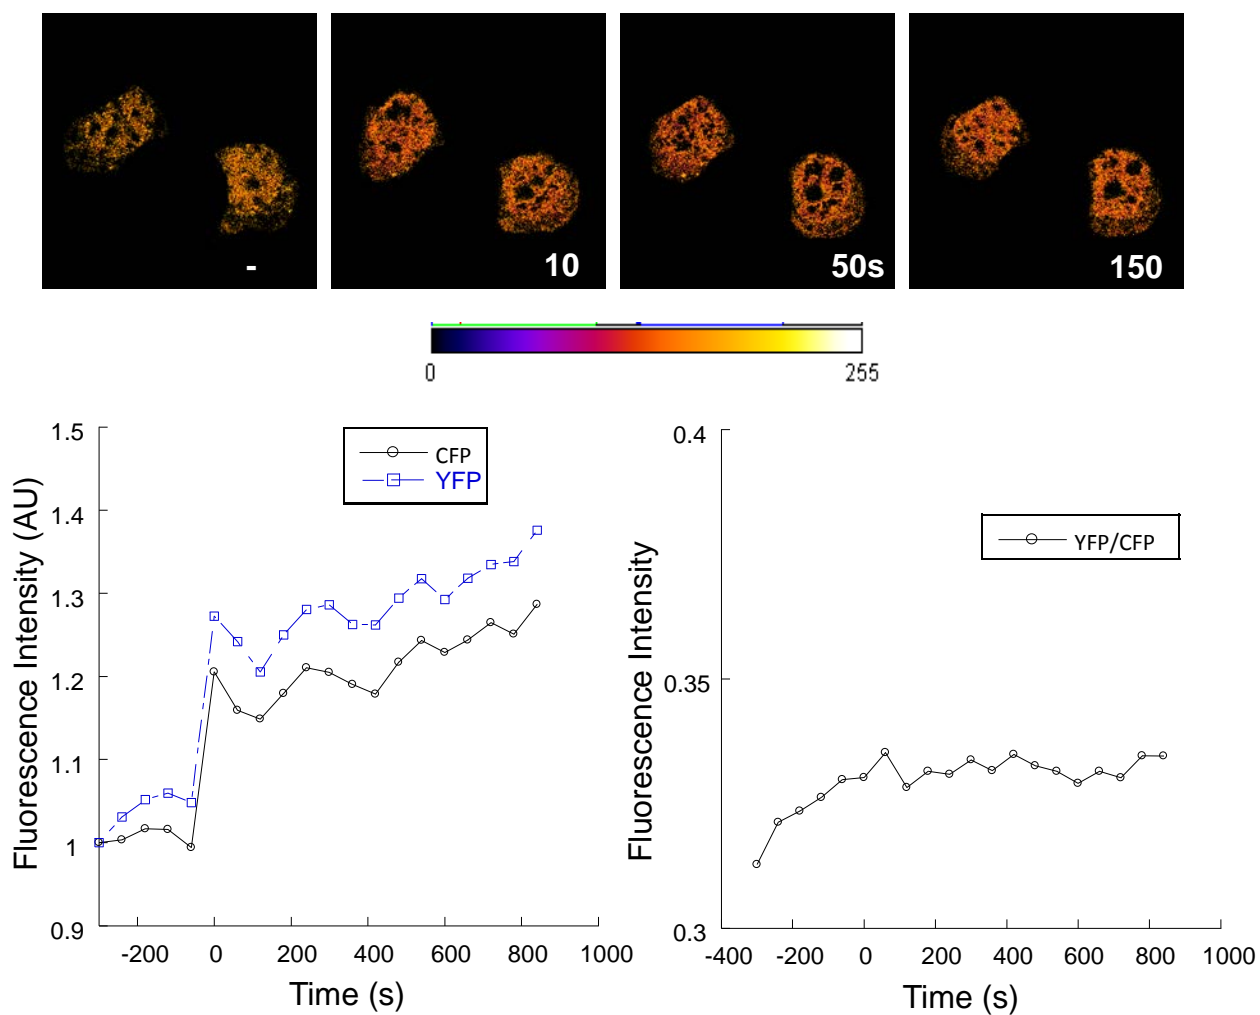 -
10
50s
150
0 255
1.5
1.4
1.3
1.2
1.1
1
0.9
Fluorescence Intensity (AU)
CFP
YFP
-200 0 200 400 600 800 1000
Time (s)
0.4
0.35
0.3
Fluorescence Intensity
YFP/CFP
-400 -200 0 200 400 600 800 1000
Time (s)